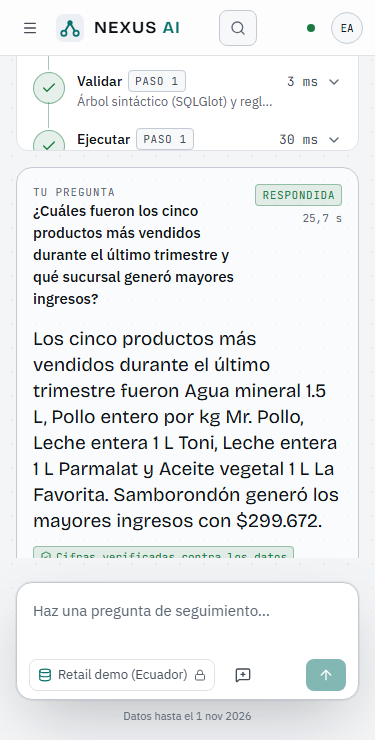 NEXUS AI
EA
Validar PASO 1 3 ms
Árbol sintáctico (SQLGlot) y regl...
Ejecutar PASO 1 30 ms
TU PREGUNTA
RESPONDIDA
25,7 s
¿Cuáles fueron los cinco
productos más vendidos
durante el último trimestre y
qué sucursal generó mayores
ingresos?
Los cinco productos más
vendidos durante el último
trimestre fueron Agua mineral 1.5
L, Pollo entero por kg Mr. Pollo,
Leche entera 1 L Toni, Leche entera
1 L Parmalat y Aceite vegetal 1 L La
Favorita. Samborondón generó los
mayores ingresos con $299.672.
Cifras verificadas contra los datos
Haz una pregunta de seguimiento...
Retail demo (Ecuador)
Datos hasta el 1 nov 2026